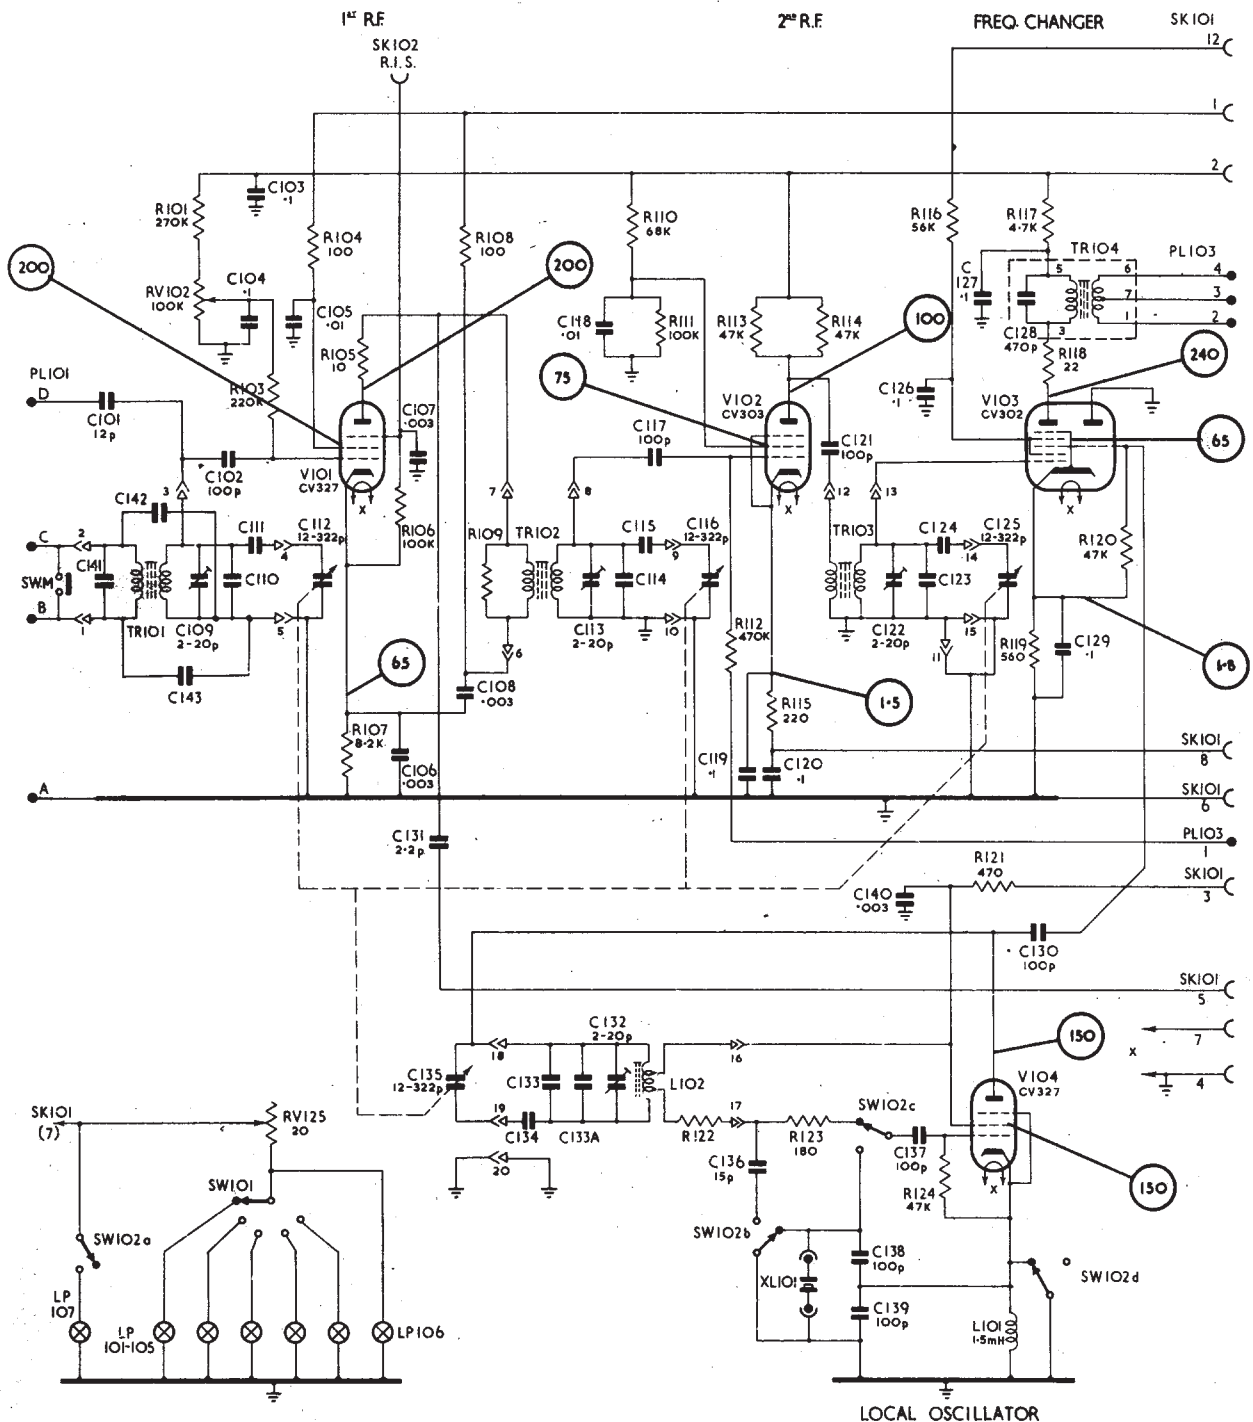 1ST R.F.
2ND R.F.
FREQ. CHANGER
SK101
12
SK102
R.I.S.
1
2
C103
·1
R101
270K
R104
100
R108
100
R110
68K
R116
56K
R117
4·7K
TR104
PL103
200
RV102
100K
C104
·1
C105
·01
200
C118
·01
R111
100K
R113
47K
R114
47K
100
C
127
·1
5
6
4
7
3
3
1
2
C128
470p
R105
10
R118
22
240
PL101
D
R103
220K
75
C126
·1
C101
12p
C107
·003
V102
CV303
V103
CV302
65
C117
100p
C121
100p
C102
100p
V101
CV327
X
3
7
8
12
13
X
X
C142
C111
C112
12-322p
R106
100K
R109
TR102
C115
C116
12-322p
TR103
C124
C125
12-322p
R120
47K
C
2
4
9
14
SWM
C141
C110
C114
C123
B
1
TR101
C109
2-20p
5
C113
2-20p
10
R112
470K
C122
2-20p
15
11
R119
560
C129
·1
6
65
1·8
C143
C108
·003
1·5
R115
220
R107
8·2K
C106
·003
C119
·1
C120
·1
SK101
8
A
SK101
6
C131
2·2p
PL103
1
R121
470
C140
·003
SK101
3
C130
100p
SK101
5
C132
2-20p
150
7
X
4
18
16
C135
12-322p
C133
L102
V104
CV327
SK101
(7)
RV125
20
19
C134
C133A
R122
17
R123
180
SW102c
C137
100p
20
C136
15p
R124
47K
X
150
SW101
SW102a
SW102b
C138
100p
XL101
SW102d
LP
107
C139
100p
L101
1·5mH
LP
101-105
LP106
LOCAL OSCILLATOR